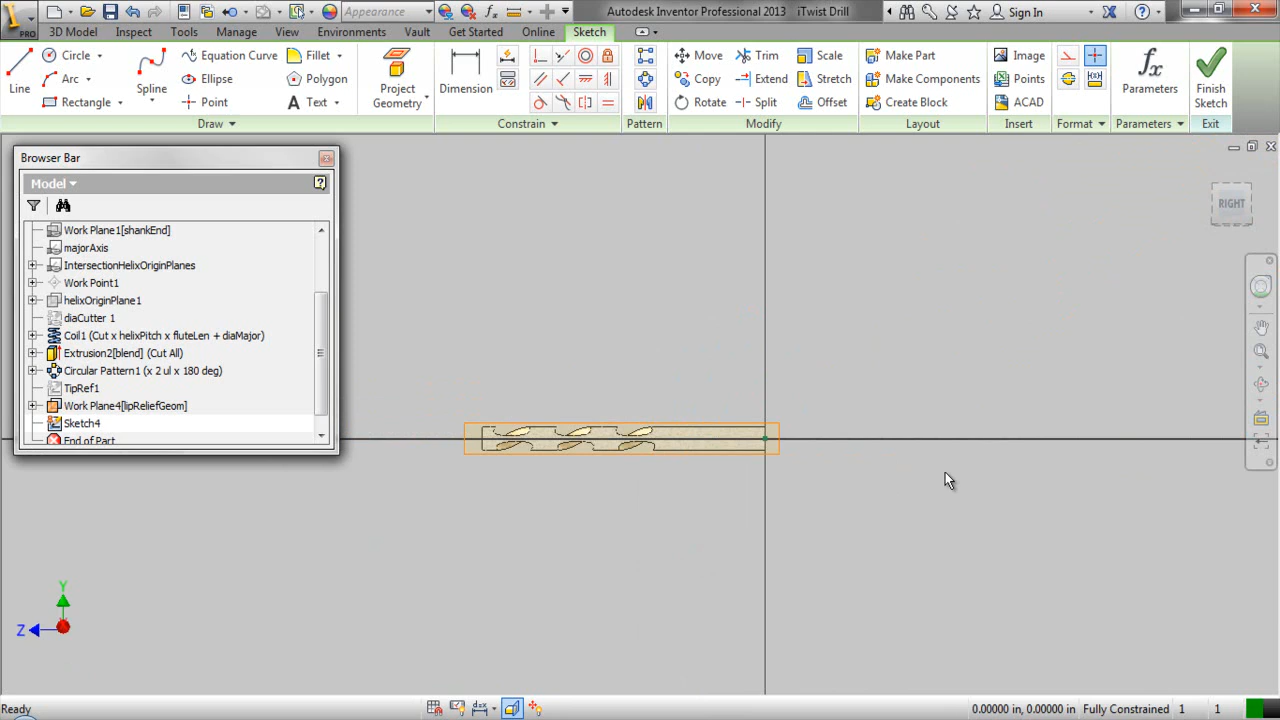 Appearance
Autodesk Inventor Professional 2013 iTwist Drill
Sign In
PRO
3D Model
Inspect
Tools
Manage
View
Environments
Vault
Get Started
Online
Sketch
Line
Circle
Arc
Rectangle
Spline
Equation Curve
Ellipse
Point
Fillet
Polygon
Text
Project
Geometry
Dimension
Move
Copy
Rotate
Trim
Extend
Split
Scale
Stretch
Offset
Make Part
Make Components
Create Block
Image
Points
ACAD
Parameters
Finish
Sketch
Draw
Constrain
Pattern
Modify
Layout
Insert
Format
Parameters
Exit
Browser Bar
Model
Work Plane1[shankEnd]
majorAxis
IntersectionHelixOriginPlanes
Work Point1
helixOriginPlane1
diaCutter 1
Coil1 (Cut x helixPitch x fluteLen + diaMajor)
Extrusion2[blend] (Cut All)
Circular Pattern1 (x 2 ul x 180 deg)
TipRef1
Work Plane4[lipReliefGeom]
Sketch4
End of Part
RIGHT
Y
Z
Ready
0.00000 in, 0.00000 in
Fully Constrained
1
1